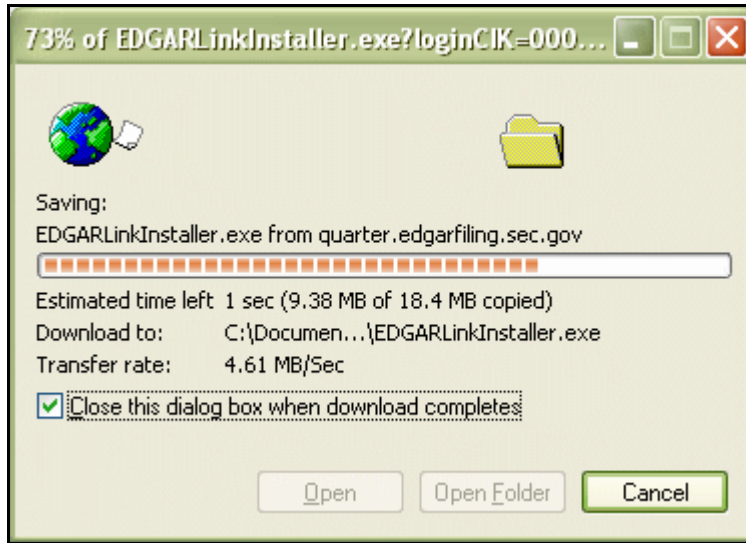 73% of EDGARLinkInstaller.exe?loginCIK=000...
Saving:
EDGARLinkInstaller.exe from quarter.edgarfiling.sec.gov
Estimated time left 1 sec (9.38 MB of 18.4 MB copied)
Download to: C:\Documen...\EDGARLinkInstaller.exe
Transfer rate: 4.61 MB/Sec
Close this dialog box when download completes
Open Open Folder Cancel